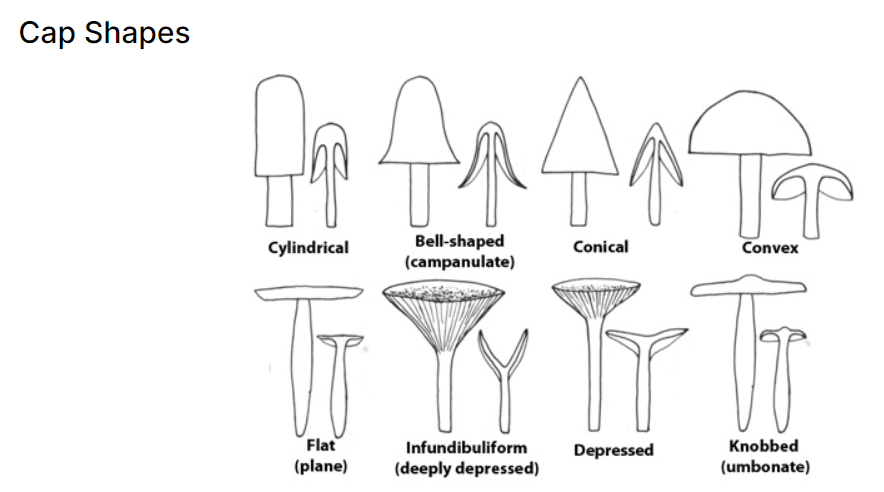 Cap Shapes
Cylindrical
Bell-shaped
(campanulate)
Conical
Convex
Flat
(plane)
Infundibuliform
(deeply depressed)
Depressed
Knobbed
(umbonate)